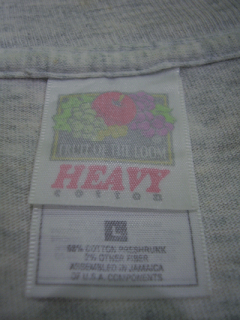 FRUIT OF THE LOOM
HEAVY
COTTON
L
98% COTTON PRESHRUNK
2% OTHER FIBER
ASSEMBLED IN JAMAICA
OF U.S.A. COMPONENTS